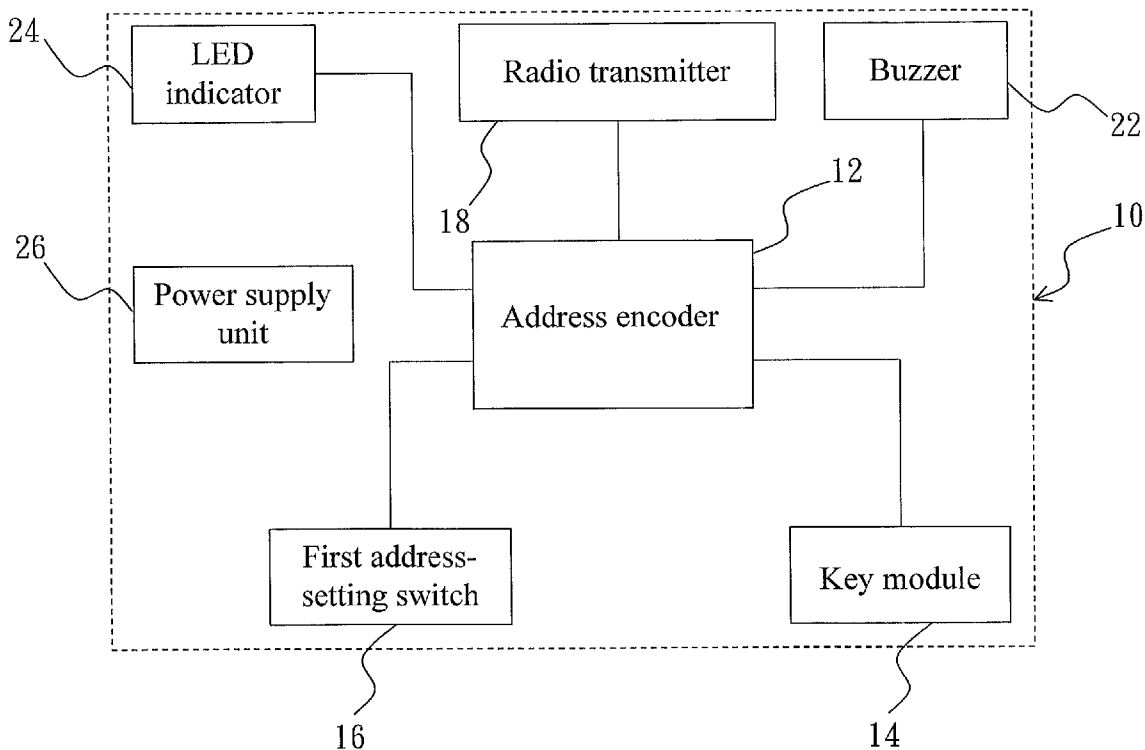 24
LED
indicator
Radio transmitter
Buzzer
22
18
12
10
26
Power supply
unit
Address encoder
First address-
setting switch
Key module
16
14